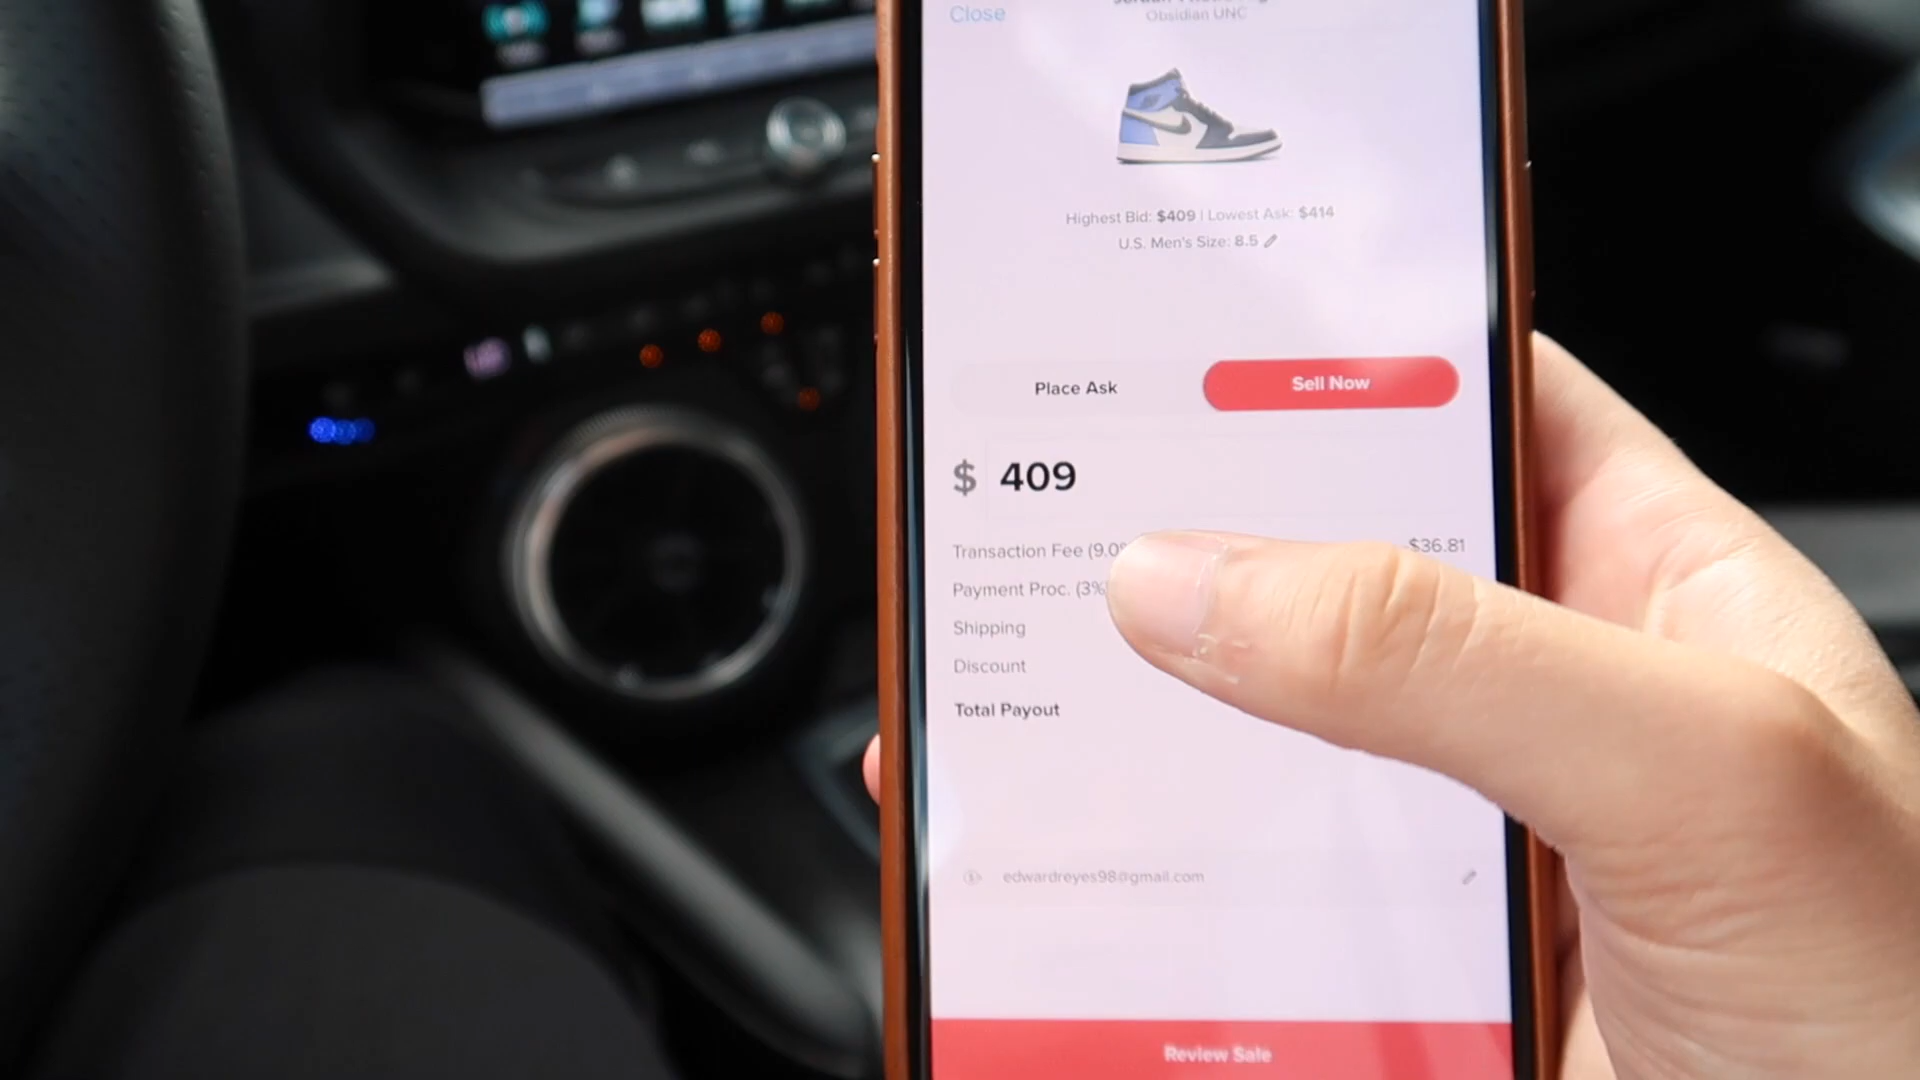 Close
Obsidian UNC
Highest Bid: $409 | Lowest Ask: $414
U.S. Men's Size: 8.5
Place Ask
Sell Now
$ 409
Transaction Fee (9.0%
-$36.81
Payment Proc. (3%)
Shipping
Discount
Total Payout
edwardreyes98@gmail.com
Review Sale